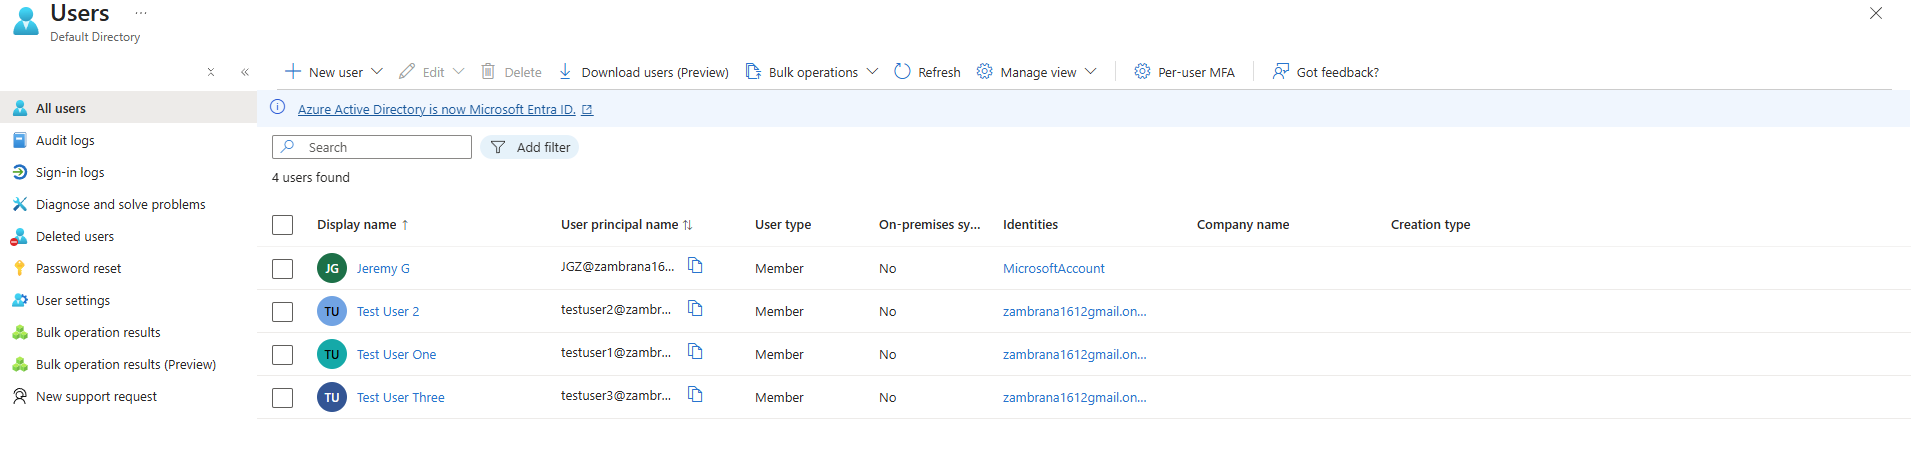 Users ...
Default Directory
New user Edit Delete Download users (Preview) Bulk operations Refresh Manage view Per-user MFA Got feedback?
All users
Audit logs
Sign-in logs
Diagnose and solve problems
Deleted users
Password reset
User settings
Bulk operation results
Bulk operation results (Preview)
New support request
Azure Active Directory is now Microsoft Entra ID.
Search Add filter
4 users found
Display name ↑ User principal name ↑↓ User type On-premises sy... Identities Company name Creation type
JG Jeremy G JGZ@zambrana16... Member No MicrosoftAccount
TU Test User 2 testuser2@zambr... Member No zambrana1612gmail.on...
TU Test User One testuser1@zambr... Member No zambrana1612gmail.on...
TU Test User Three testuser3@zambr... Member No zambrana1612gmail.on...